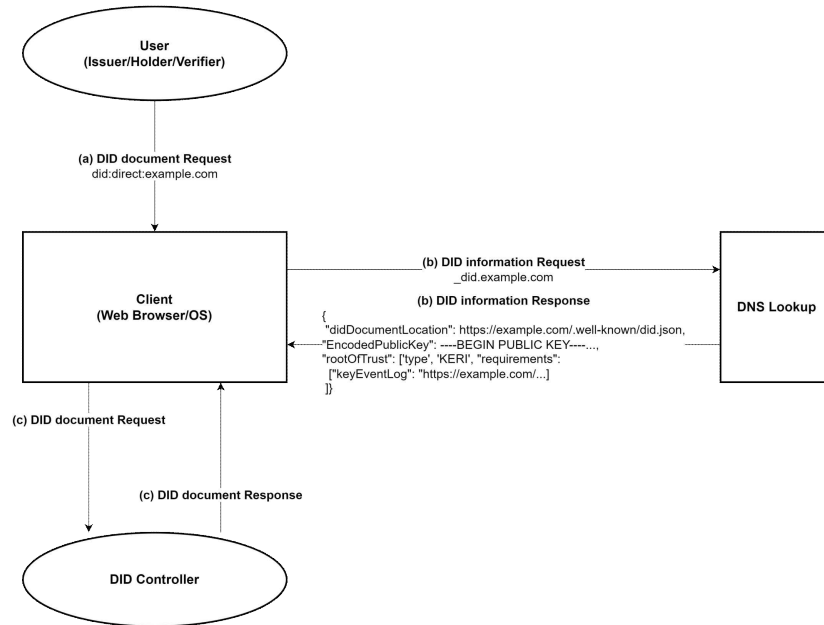 User
(Issuer/Holder/Verifier)
(a) DID document Request
did:direct:example.com
Client
(Web Browser/OS)
(b) DID information Request
_did.example.com
(b) DID information Response
{
"didDocumentLocation": https://example.com/.well-known/did.json,
"EncodedPublicKey": ----BEGIN PUBLIC KEY----...,
"rootOfTrust": ['type', 'KERI', "requirements":
["keyEventLog": "https://example.com/...]
]}
DNS Lookup
(c) DID document Request
(c) DID document Response
DID Controller